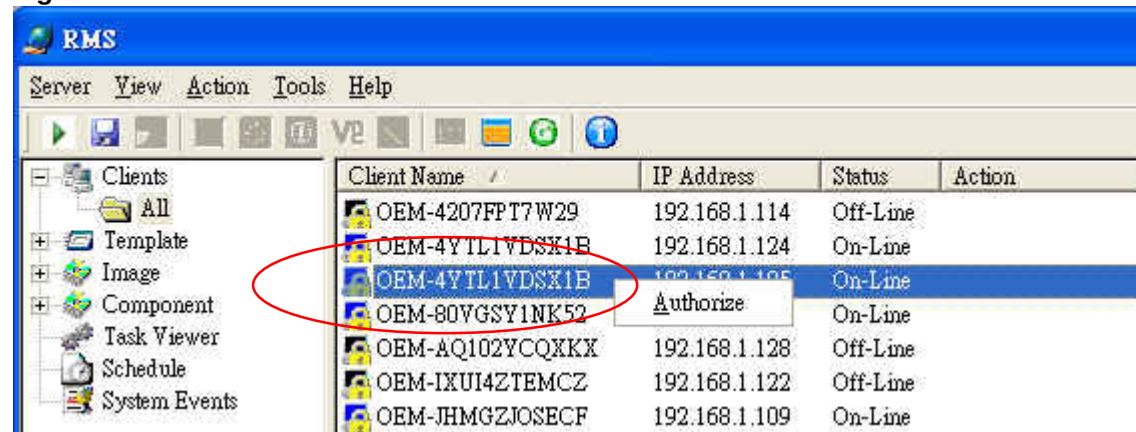 RMS
Server View Action Tools Help
Clients
All
Template
Image
Component
Task Viewer
Schedule
System Events
Client Name IP Address Status Action
OEM-4207FPT7W29 192.168.1.114 Off-Line
OEM-4YTL1VDSX1B 192.168.1.124 On-Line
OEM-4YTL1VDSX1B On-Line
Authorize
OEM-80VGSY1NK52 On-Line
OEM-AQ102YCQXKX 192.168.1.128 Off-Line
OEM-IXUI4ZTEMCZ 192.168.1.122 Off-Line
OEM-JHMGZJOSECF 192.168.1.109 On-Line